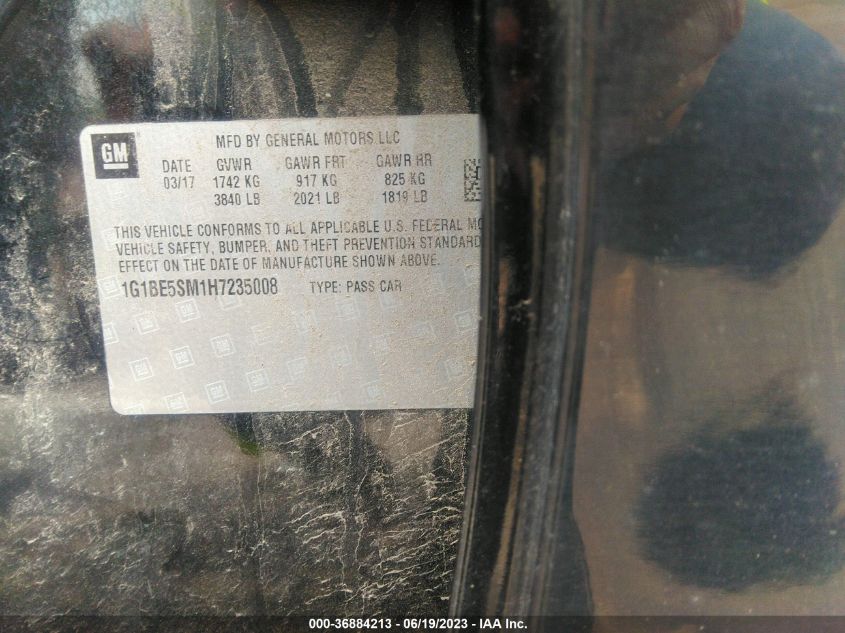 GM
MFD BY GENERAL MOTORS LLC
DATE GVWR GAWR FRT GAWR RR
03/17 1742 KG 917 KG 825 KG
3840 LB 2021 LB 1819 LB
THIS VEHICLE CONFORMS TO ALL APPLICABLE U.S. FEDERAL MO
VEHICLE SAFETY, BUMPER, AND THEFT PREVENTION STANDARD
EFFECT ON THE DATE OF MANUFACTURE SHOWN ABOVE.
1G1BE5SM1H7235008 TYPE: PASS CAR
000-36884213 - 06/19/2023 - IAA Inc.